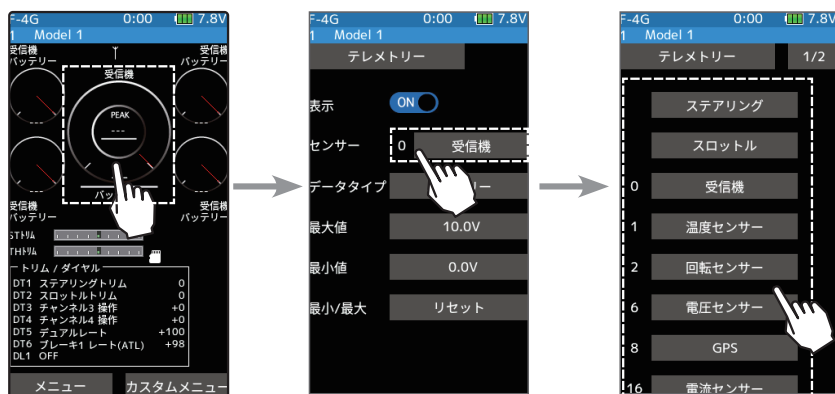 F-4G 0:00 7.8V
1 Model 1
受信機
バッテリー
受信機
バッテリー
受信機
PEAK
---
受信機
バッテリー
受信機
バッテリー
STトリム
THトリム
トリム / ダイヤル
DT1 ステアリングトリム 0
DT2 スロットルトリム 0
DT3 チャンネル3 操作 +0
DT4 チャンネル4 操作 +0
DT5 デュアルレート +100
DT6 ブレーキ1 レート(ATL) +98
DL1 OFF
メニュー カスタムメニュー
F-4G 0:00 7.8V
1 Model 1
テレメトリー
表示 ON
センサー 0 受信機
データタイプ
最大値 10.0V
最小値 0.0V
最小/最大 リセット
F-4G 0:00 7.8V
1 Model 1
テレメトリー 1/2
ステアリング
スロットル
0 受信機
1 温度センサー
2 回転センサー
6 電圧センサー
8 GPS
16 電流センサー